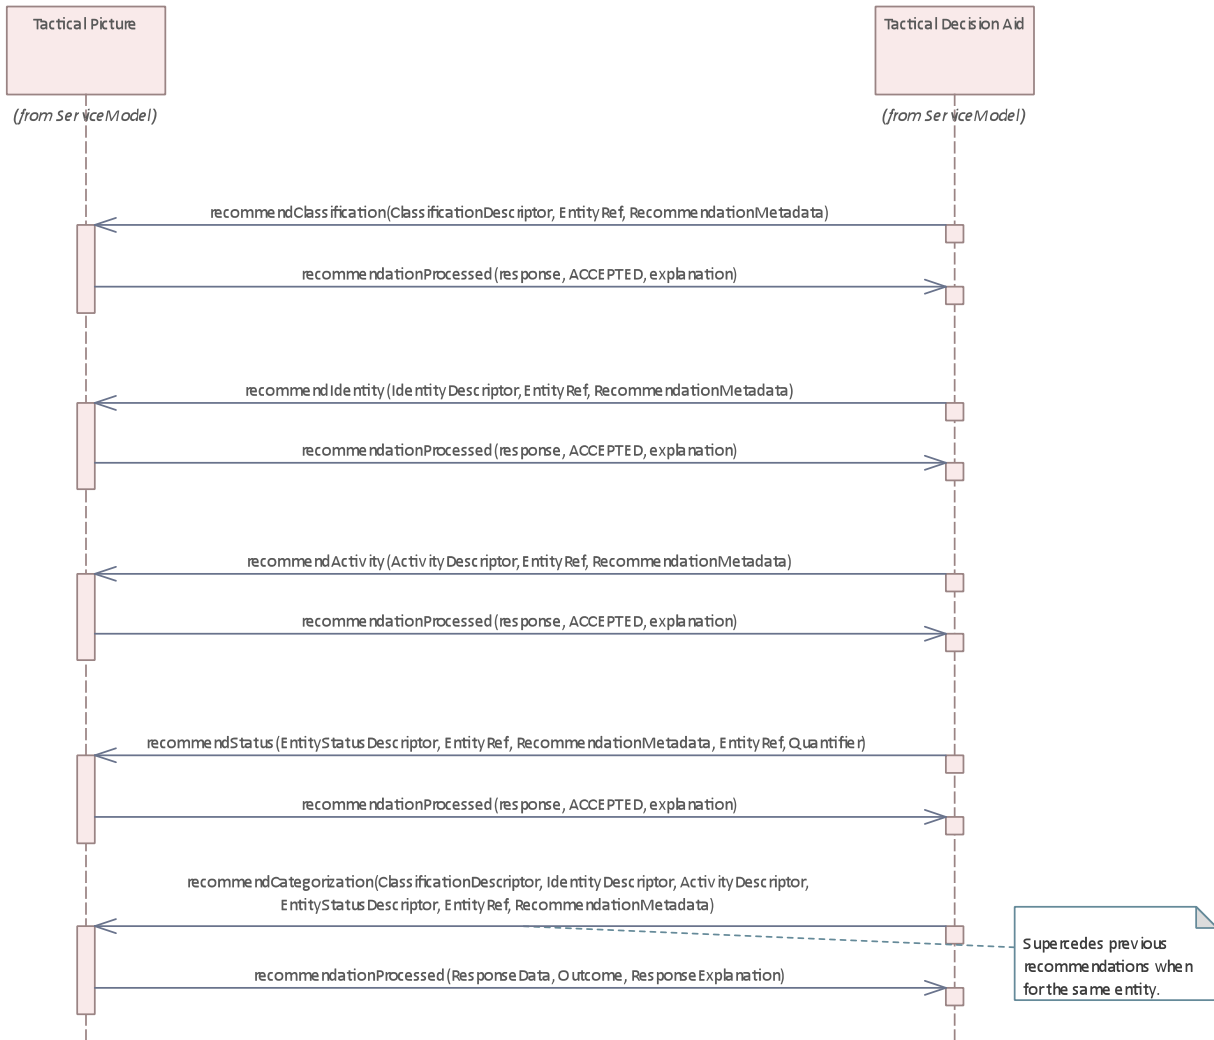 Tactical Picture
Tactical Decision Aid
(from ServiceModel)
(from ServiceModel)
recommendClassification(ClassificationDescriptor, EntityRef, RecommendationMetadata)
recommendationProcessed(response, ACCEPTED, explanation)
recommendIdentity(IdentityDescriptor, EntityRef, RecommendationMetadata)
recommendationProcessed(response, ACCEPTED, explanation)
recommendActivity(ActivityDescriptor, EntityRef, RecommendationMetadata)
recommendationProcessed(response, ACCEPTED, explanation)
recommendStatus(EntityStatusDescriptor, EntityRef, RecommendationMetadata, EntityRef, Quantifier)
recommendationProcessed(response, ACCEPTED, explanation)
recommendCategorization(ClassificationDescriptor, IdentityDescriptor, ActivityDescriptor,
EntityStatusDescriptor, EntityRef, RecommendationMetadata)
Supercedes previous
recommendations when
for the same entity.
recommendationProcessed(ResponseData, Outcome, ResponseExplanation)